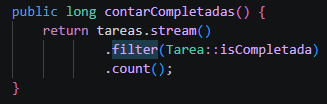 public long contarCompletadas() {
    return tareas.stream()
            .filter(Tarea::isCompletada)
            .count();
}